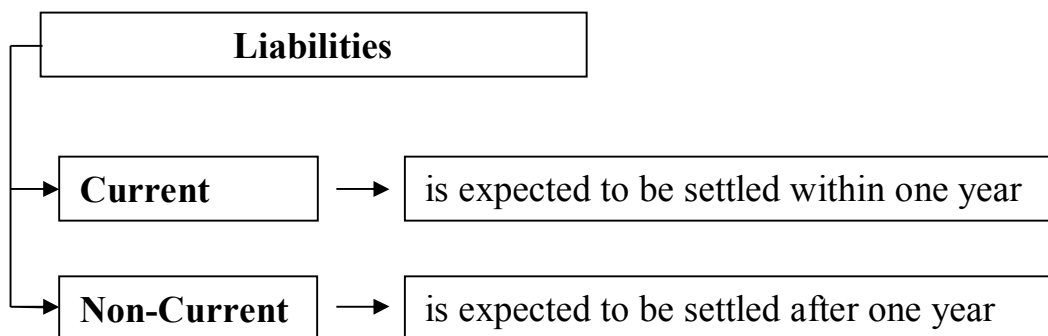 Liabilities
Current
is expected to be settled within one year
Non-Current
is expected to be settled after one year